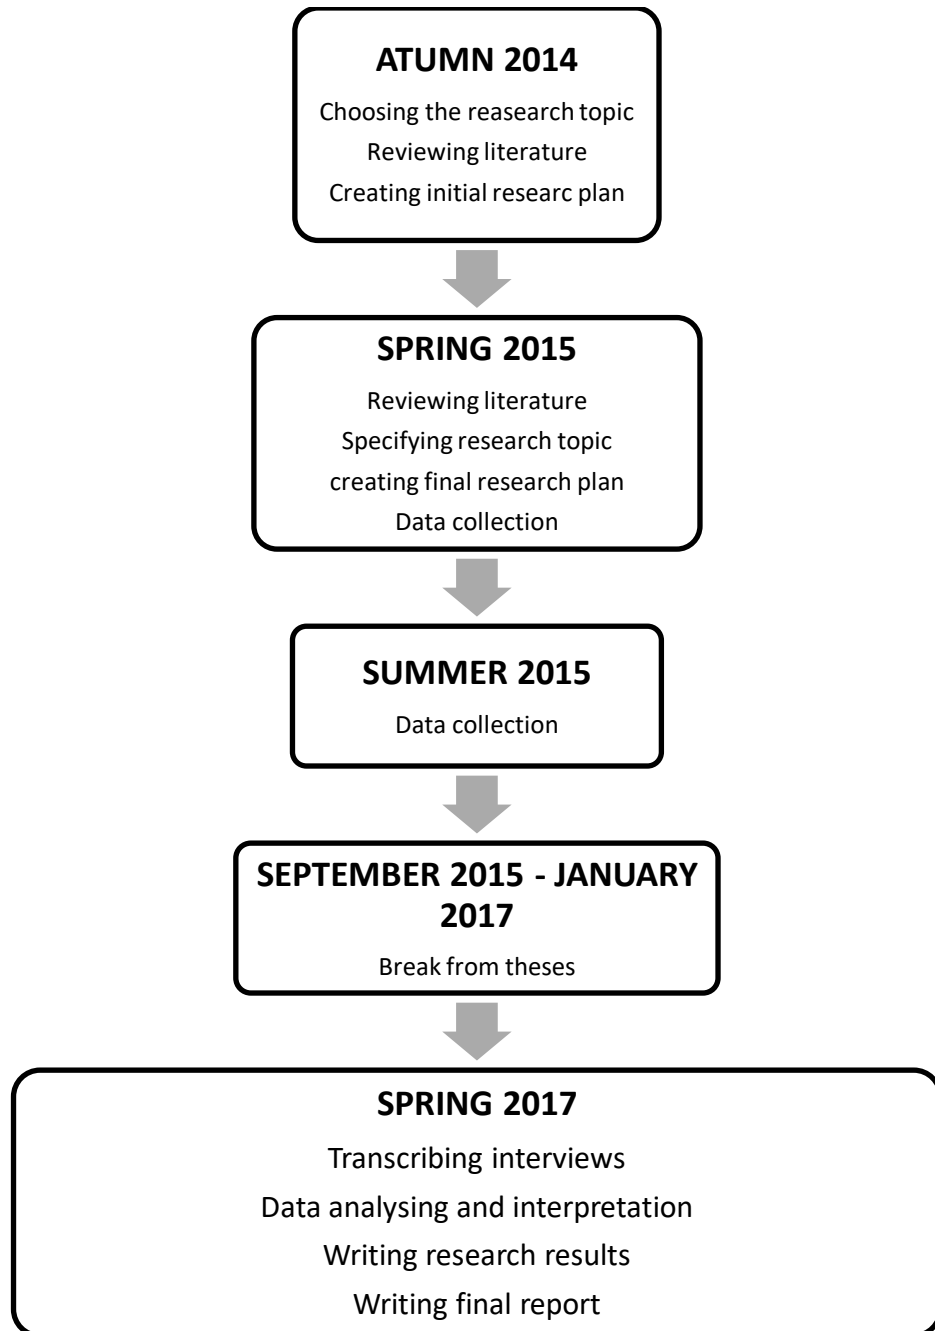 ATUMN 2014
Choosing the reasearch topic
Reviewing literature
Creating initial researc plan
SPRING 2015
Reviewing literature
Specifying research topic
creating final research plan
Data collection
SUMMER 2015
Data collection
SEPTEMBER 2015 - JANUARY
2017
Break from theses
SPRING 2017
Transcribing interviews
Data analysing and interpretation
Writing research results
Writing final report